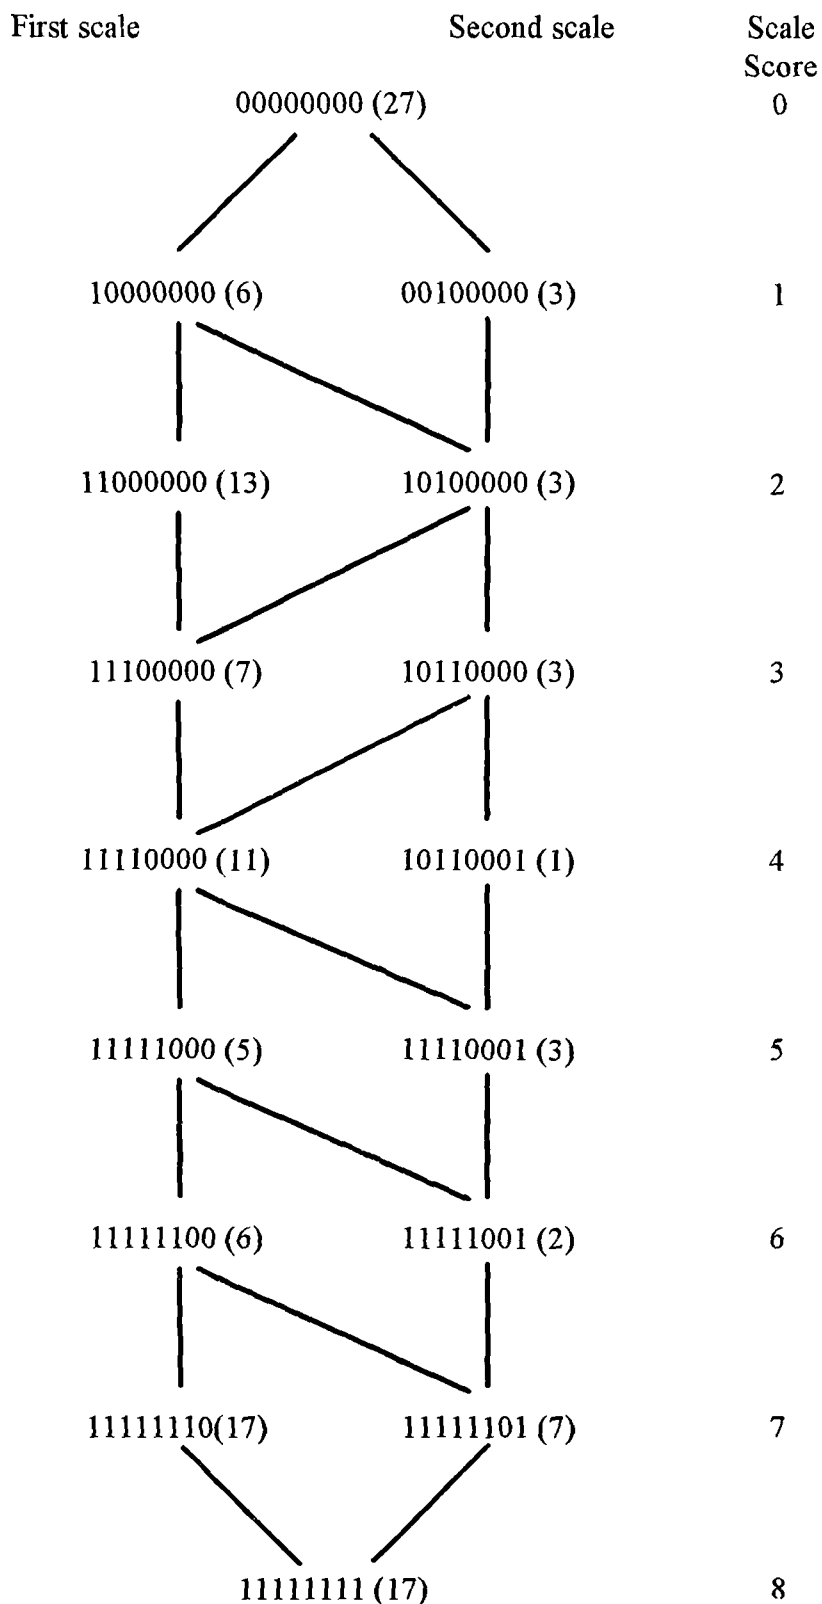 First scale Second scale Scale
Score
00000000 (27) 0
10000000 (6) 00100000 (3) 1
11000000 (13) 10100000 (3) 2
11100000 (7) 10110000 (3) 3
11110000 (11) 10110001 (1) 4
11111000 (5) 11110001 (3) 5
11111100 (6) 11111001 (2) 6
11111110(17) 11111101 (7) 7
11111111 (17) 8